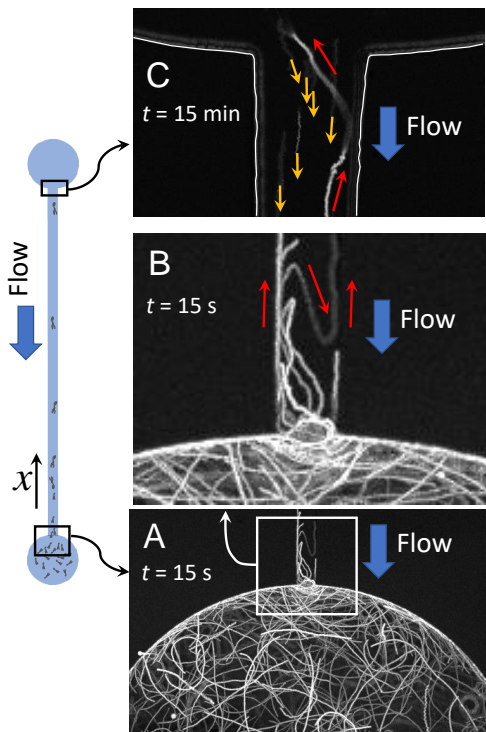 C
t = 15 min
Flow
Flow
B
t = 15 s
Flow
x
A
t = 15 s
Flow